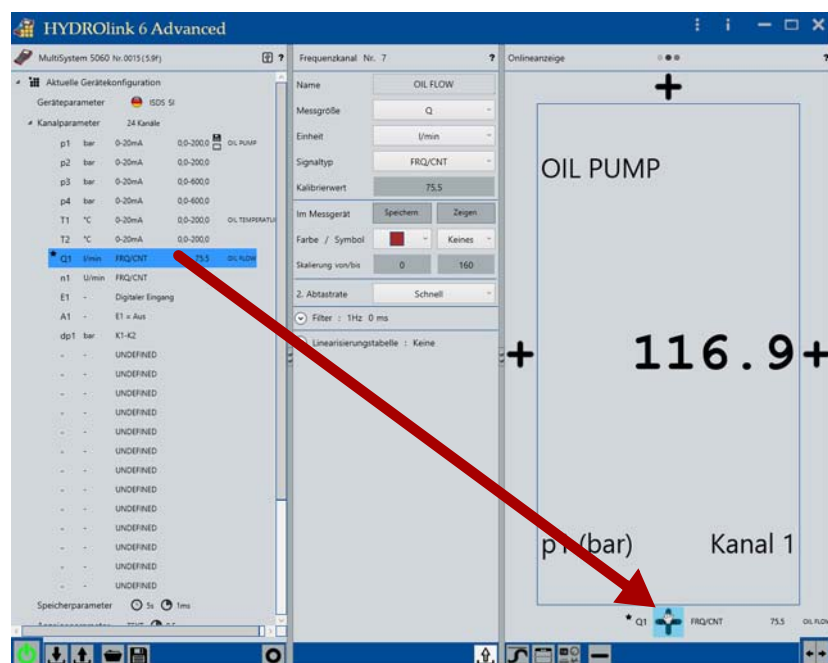 HYDROlink 6 Advanced
MultiSystem 5060 Nr.0015 (5.9f) ?
Aktuelle Gerätekonfiguration
Geräteparameter ISDS SI
Kanalparameter 24 Kanäle
p1 bar 0-20mA 0,0-200,0 OIL PUMP
p2 bar 0-20mA 0,0-200,0
p3 bar 0-20mA 0,0-600,0
p4 bar 0-20mA 0,0-600,0
T1 °C 0-20mA 0,0-200,0 OIL TEMPERATU
T2 °C 0-20mA 0,0-200,0
* Q1 l/min FRQ/CNT 75.5 OIL FLOW
n1 U/min FRQ/CNT
E1 - Digitaler Eingang
A1 - E1 = Aus
dp1 bar K1-K2
- - UNDEFINED
- - UNDEFINED
- - UNDEFINED
- - UNDEFINED
- - UNDEFINED
- - UNDEFINED
- - UNDEFINED
- - UNDEFINED
- - UNDEFINED
- - UNDEFINED
- - UNDEFINED
- - UNDEFINED
- - UNDEFINED
Speicherparameter 5s 1ms
Frequenzkanal Nr. 7 ?
Name OIL FLOW
Messgröße Q
Einheit l/min
Signaltyp FRQ/CNT
Kalibrierwert 75,5
Im Messgerät Speichern Zeigen
Farbe / Symbol Keines
Skalierung von/bis 0 160
2. Abtastrate Schnell
Filter : 1Hz 0 ms
Linearisierungstabelle : Keine
Onlineanzeige ?
OIL PUMP
116.9
p1 (bar) Kanal 1
* Q1 FRQ/CNT 75.5 OIL FLOW